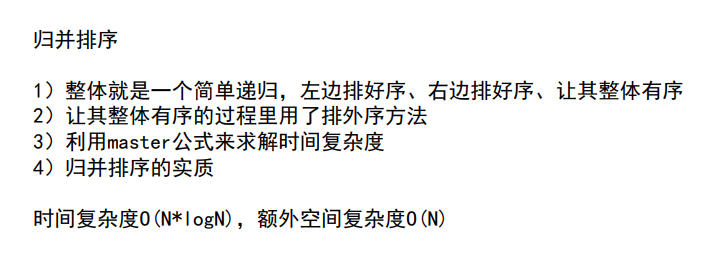 归并排序
1）整体就是一个简单递归，左边排好序、右边排好序、让其整体有序
2）让其整体有序的过程里用了排外序方法
3）利用master公式来求解时间复杂度
4）归并排序的实质
时间复杂度O(N*logN)，额外空间复杂度O(N)